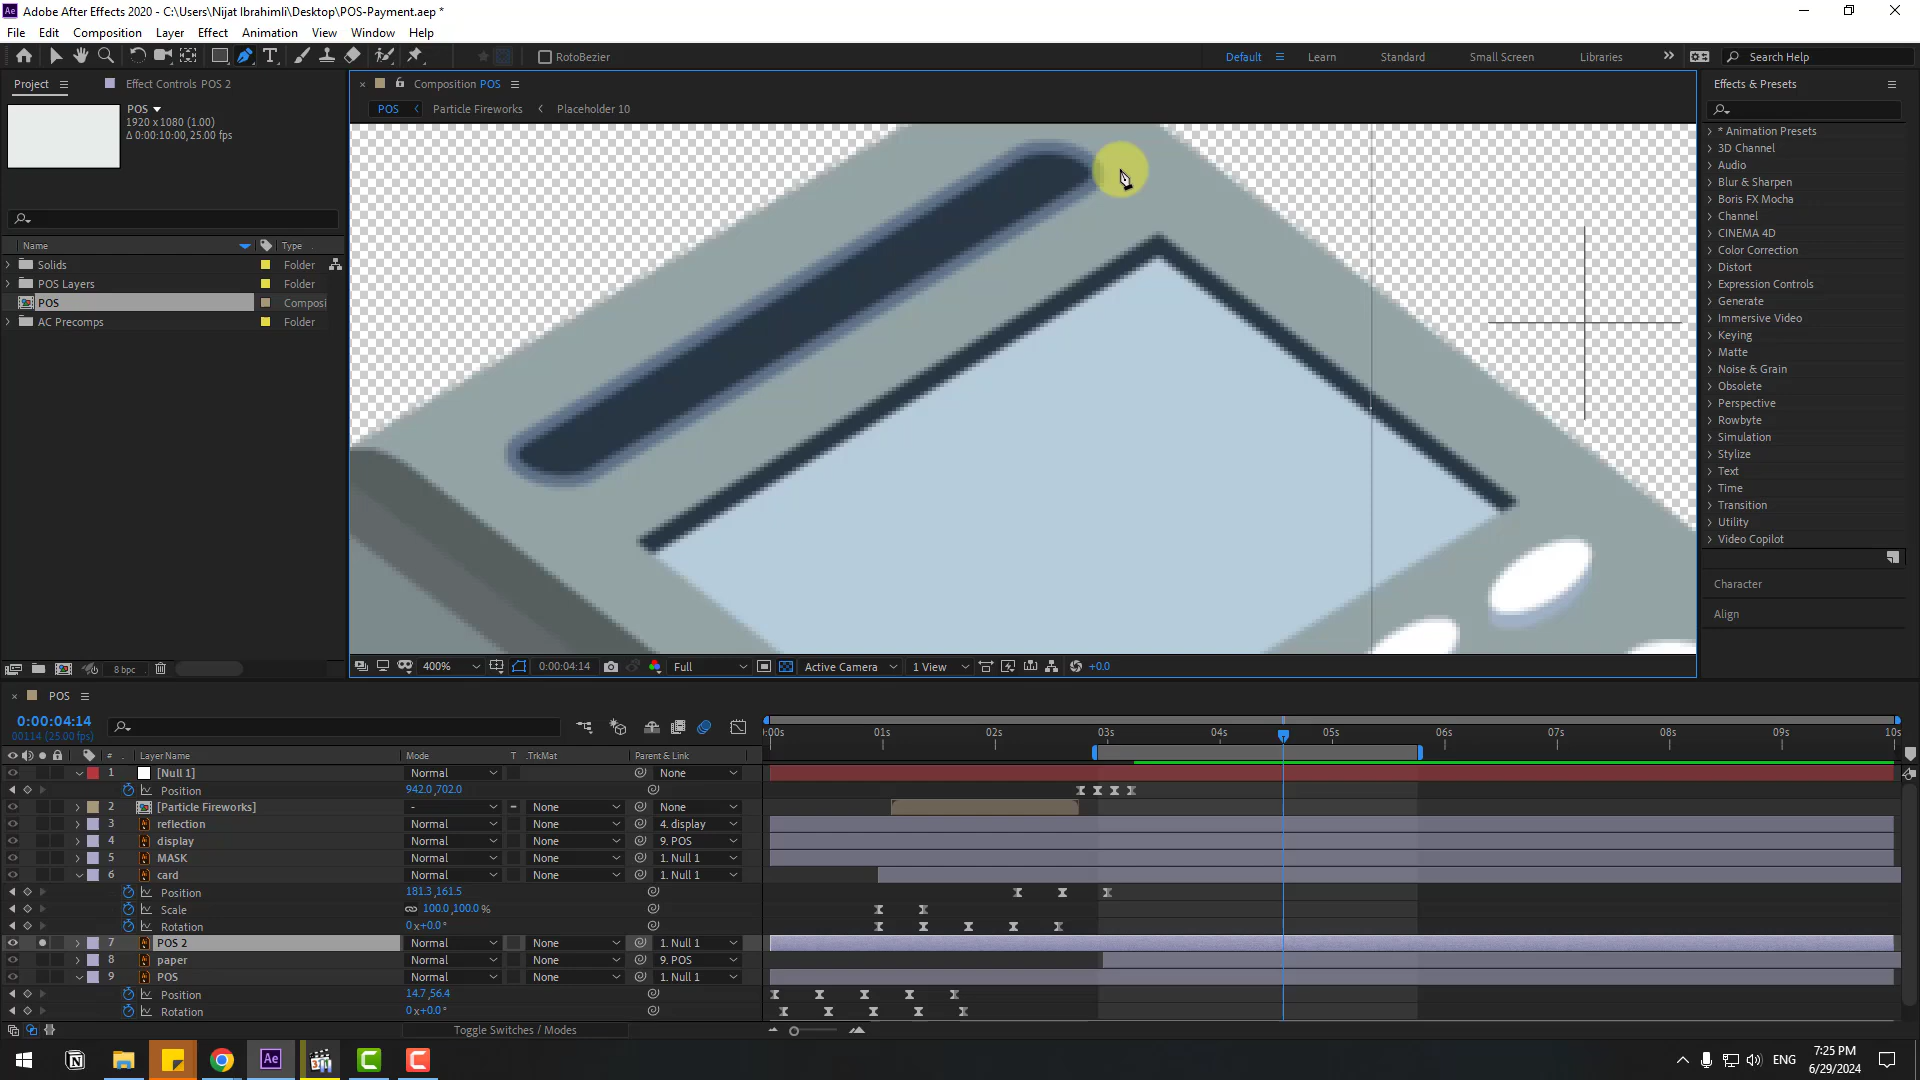 Adobe After Effects 2020 - C:\Users\Nijat Ibrahimli\Desktop\POS-Payment.aep *
File Edit Composition Layer Effect Animation View Window Help
RotoBezier Default Learn Standard Small Screen Libraries Search Help
Project Effect Controls POS 2 Composition POS Effects & Presets
POS
1920 x 1080 (1.00)
Δ 0:00:10:00, 25.00 fps
POS Particle Fireworks Placeholder 10
* Animation Presets
3D Channel
Audio
Blur & Sharpen
Boris FX Mocha
Channel
CINEMA 4D
Color Correction
Distort
Expression Controls
Generate
Immersive Video
Keying
Matte
Noise & Grain
Obsolete
Perspective
Rowbyte
Simulation
Stylize
Text
Time
Transition
Utility
Video Copilot
Character
Align
Name Type
Solids Folder
POS Layers Folder
POS Composi
AC Precomps Folder
8 bpc
400% 0:00:04:14 Full Active Camera 1 View +0.0
POS
0:00:04:14
00114 (25.00 fps)
# Layer Name Mode T .TrkMat Parent & Link
:00s 01s 02s 03s 04s 05s 06s 07s 08s 09s 10s
1 [Null 1] Normal None
Position 942.0,702.0
2 [Particle Fireworks] - None None
3 reflection Normal None 4. display
4 display Normal None 9. POS
5 MASK Normal None 1. Null 1
6 card Normal None 1. Null 1
Position 181.3,161.5
Scale 100.0,100.0 %
Rotation 0x+0.0°
7 POS 2 Normal None 1. Null 1
8 paper Normal None 9. POS
9 POS Normal None 1. Null 1
Position 14.7,56.4
Rotation 0x+0.0°
Toggle Switches / Modes
Ae
ENG
7:25 PM
6/29/2024